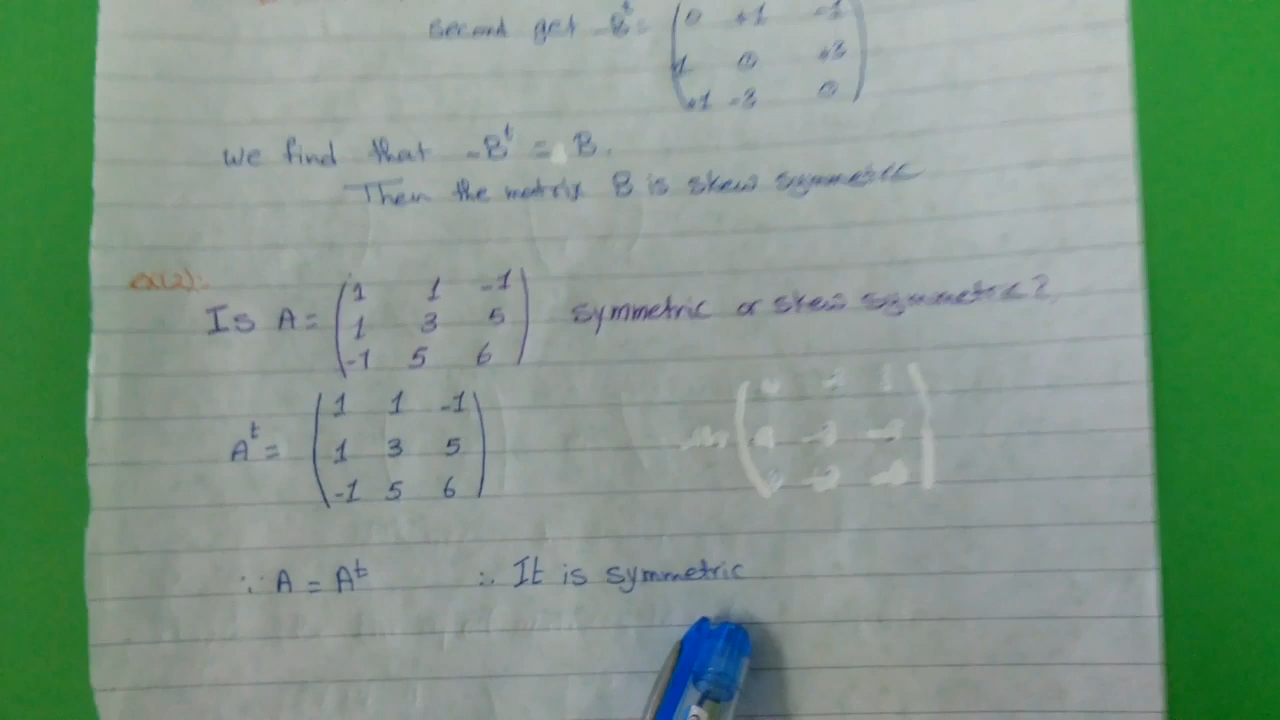 second get -Bᵗ = (0 +1 -1
1 0 +3
+1 -3 0)
We find that -Bᵗ = B.
Then the matrix B is skew symmetric
ex(2):
Is A = (1 1 -1
1 3 5
-1 5 6) symmetric or skew symmetric?
Aᵗ = (1 1 -1
1 3 5
-1 5 6)
∵ A = Aᵗ ∴ It is symmetric